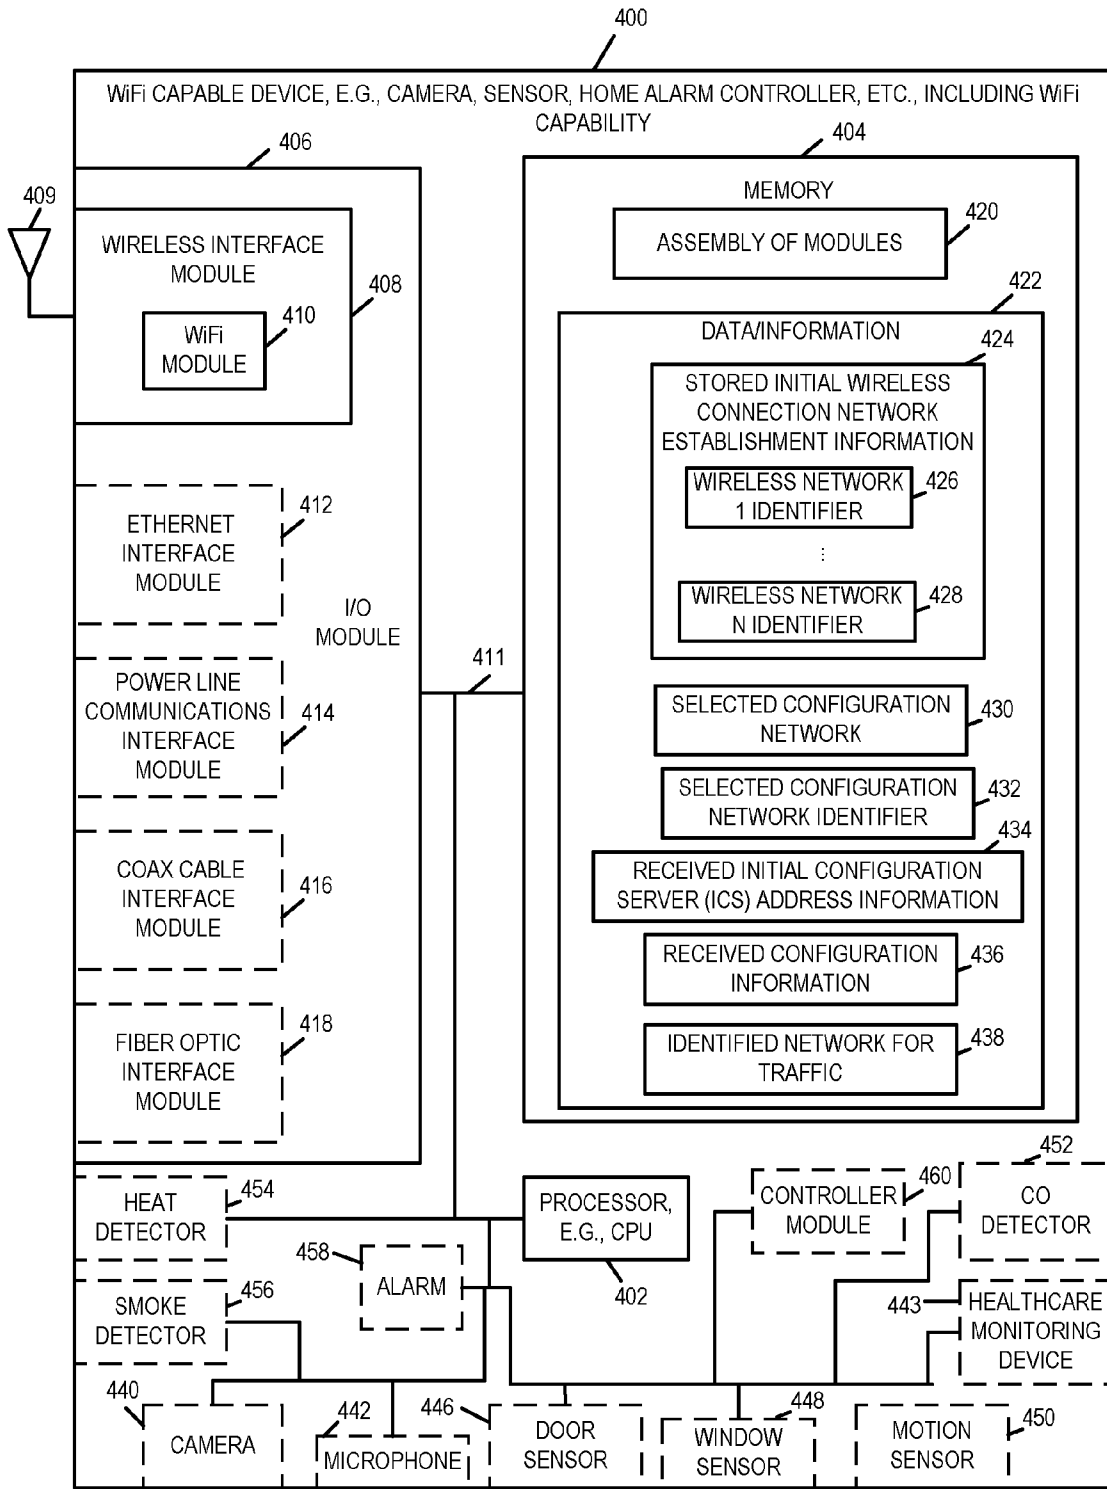 400
WiFi CAPABLE DEVICE, E.G., CAMERA, SENSOR, HOME ALARM CONTROLLER, ETC., INCLUDING WiFi
CAPABILITY
406
409
WIRELESS INTERFACE
MODULE
408
WiFi
MODULE
410
ETHERNET
INTERFACE
MODULE
412
I/O
MODULE
POWER LINE
COMMUNICATIONS
INTERFACE
MODULE
414
COAX CABLE
INTERFACE
MODULE
416
FIBER OPTIC
INTERFACE
MODULE
418
411
404
MEMORY
ASSEMBLY OF MODULES
420
422
DATA/INFORMATION
424
STORED INITIAL WIRELESS
CONNECTION NETWORK
ESTABLISHMENT INFORMATION
WIRELESS NETWORK
1 IDENTIFIER
426
...
WIRELESS NETWORK
N IDENTIFIER
428
SELECTED CONFIGURATION
NETWORK
430
SELECTED CONFIGURATION
NETWORK IDENTIFIER
432
434
RECEIVED INITIAL CONFIGURATION
SERVER (ICS) ADDRESS INFORMATION
RECEIVED CONFIGURATION
INFORMATION
436
IDENTIFIED NETWORK FOR
TRAFFIC
438
HEAT
DETECTOR
454
PROCESSOR,
E.G., CPU
402
CONTROLLER
MODULE
460
452
CO
DETECTOR
SMOKE
DETECTOR
456
458
ALARM
443
HEALTHCARE
MONITORING
DEVICE
440
CAMERA
442
MICROPHONE
446
DOOR
SENSOR
448
WINDOW
SENSOR
MOTION
SENSOR
450